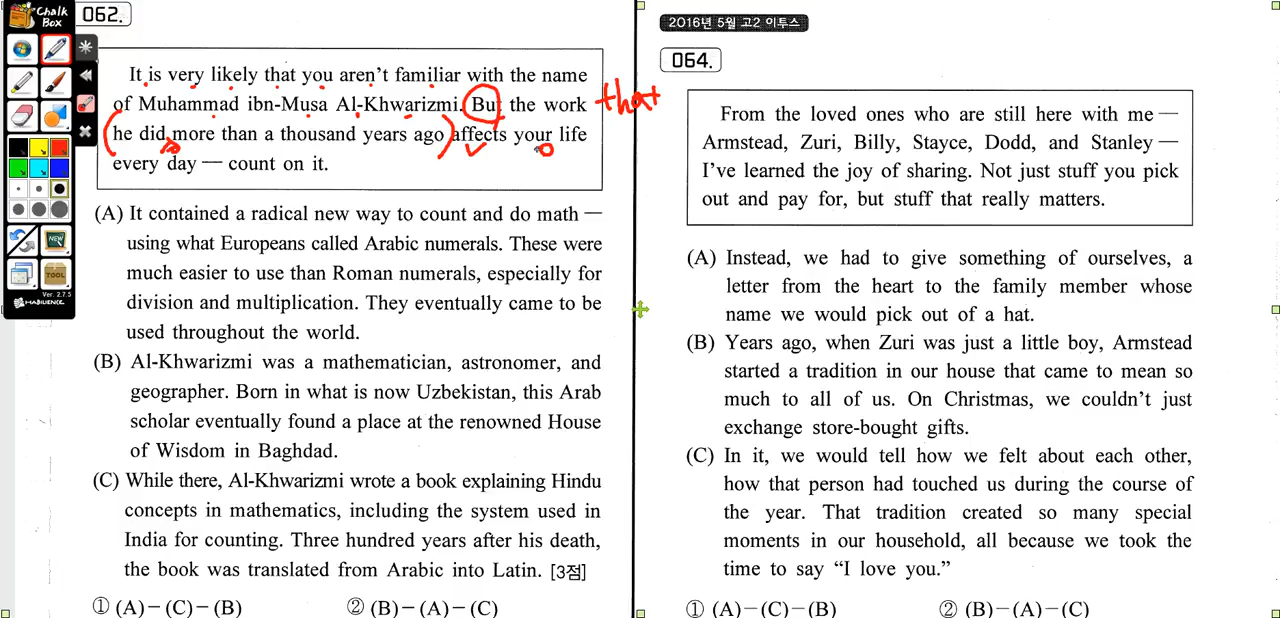 Chalk
Box
NEW
TOOL
Ver. 2.7.5
HABILIENCE
062.
It is very likely that you aren't familiar with the name
of Muhammad ibn-Musa Al-Khwarizmi. But the work that
he did more than a thousand years ago affects your life
every day — count on it.
(A) It contained a radical new way to count and do math —
using what Europeans called Arabic numerals. These were
much easier to use than Roman numerals, especially for
division and multiplication. They eventually came to be
used throughout the world.
(B) Al-Khwarizmi was a mathematician, astronomer, and
geographer. Born in what is now Uzbekistan, this Arab
scholar eventually found a place at the renowned House
of Wisdom in Baghdad.
(C) While there, Al-Khwarizmi wrote a book explaining Hindu
concepts in mathematics, including the system used in
India for counting. Three hundred years after his death,
the book was translated from Arabic into Latin. [3점]
① (A)－(C)－(B) ② (B)－(A)－(C)
2016년 5월 고2 이투스
064.
From the loved ones who are still here with me —
Armstead, Zuri, Billy, Stayce, Dodd, and Stanley —
I've learned the joy of sharing. Not just stuff you pick
out and pay for, but stuff that really matters.
(A) Instead, we had to give something of ourselves, a
letter from the heart to the family member whose
name we would pick out of a hat.
(B) Years ago, when Zuri was just a little boy, Armstead
started a tradition in our house that came to mean so
much to all of us. On Christmas, we couldn't just
exchange store-bought gifts.
(C) In it, we would tell how we felt about each other,
how that person had touched us during the course of
the year. That tradition created so many special
moments in our household, all because we took the
time to say "I love you."
① (A)－(C)－(B) ② (B)－(A)－(C)